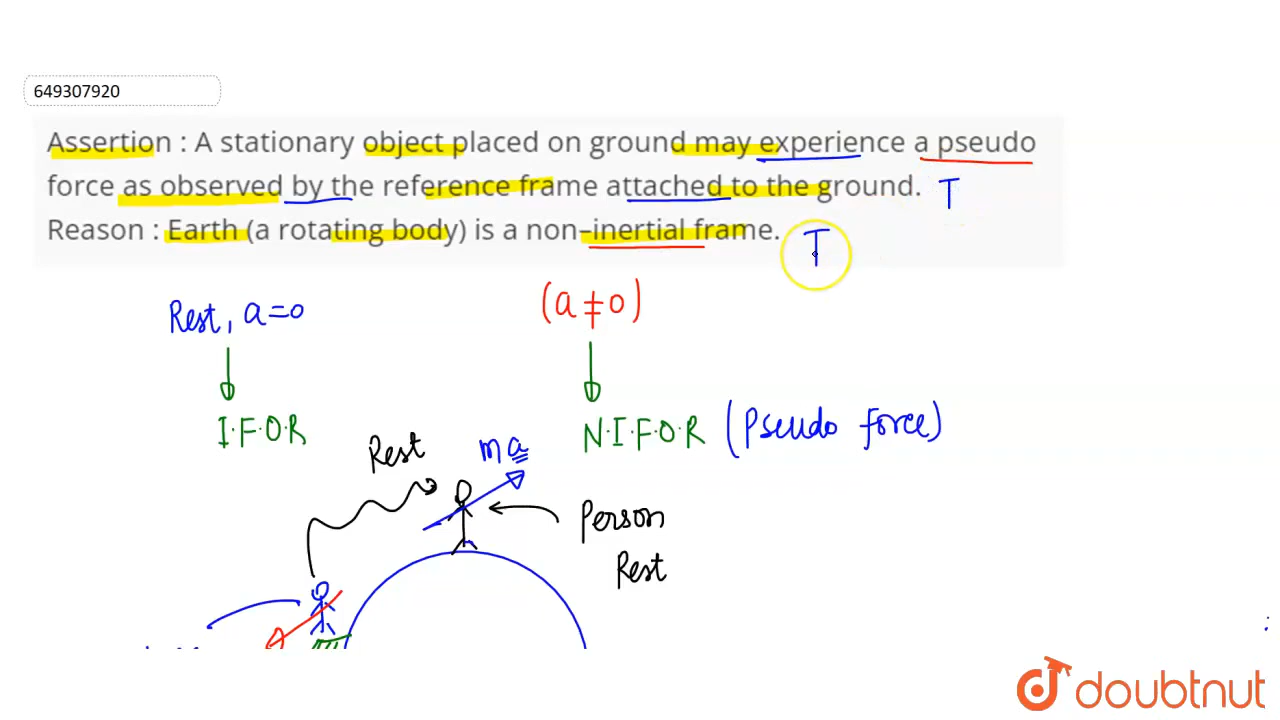 649307920
Assertion : A stationary object placed on ground may experience a pseudo
force as observed by the reference frame attached to the ground. T
Reason : Earth (a rotating body) is a non–inertial frame. T
Rest, a=0
(a ≠ 0)
I.F.O.R
N.I.F.O.R (Pseudo force)
Rest
ma
Person
Rest
doubtnut